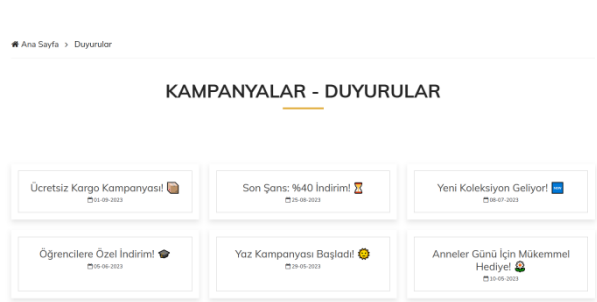 Ana Sayfa > Duyurular
KAMPANYALAR - DUYURULAR
Ücretsiz Kargo Kampanyası! 📦
01-09-2023
Son Şans: %40 İndirim! ⏳
25-08-2023
Yeni Koleksiyon Geliyor! 🆕
08-07-2023
Öğrencilere Özel İndirim! 🎓
05-06-2023
Yaz Kampanyası Başladı! 🌞
29-05-2023
Anneler Günü İçin Mükemmel
Hediye!
10-05-2023